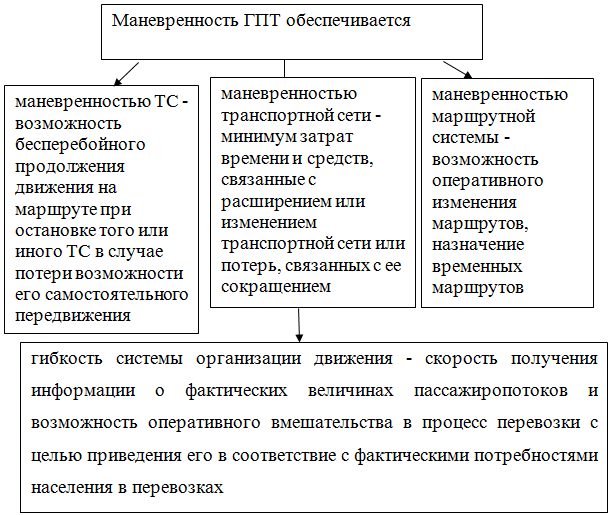 Маневренность ГПТ обеспечивается
маневренностью ТС -
возможность
бесперебойного
продолжения
движения на
маршруте при
остановке того или
иного ТС в случае
потери возможности
его самостоятельного
передвижения
маневренностью
транспортной сети -
минимум затрат
времени и средств,
связанные с
расширением или
изменением
транспортной сети или
потерь, связанных с ее
сокращением
маневренностью
маршрутной
системы -
возможность
оперативного
изменения
маршрутов,
назначение
временных
маршрутов
гибкость системы организации движения - скорость получения
информации о фактических величинах пассажиропотоков и
возможность оперативного вмешательства в процесс перевозки с
целью приведения его в соответствие с фактическими потребностями
населения в перевозках